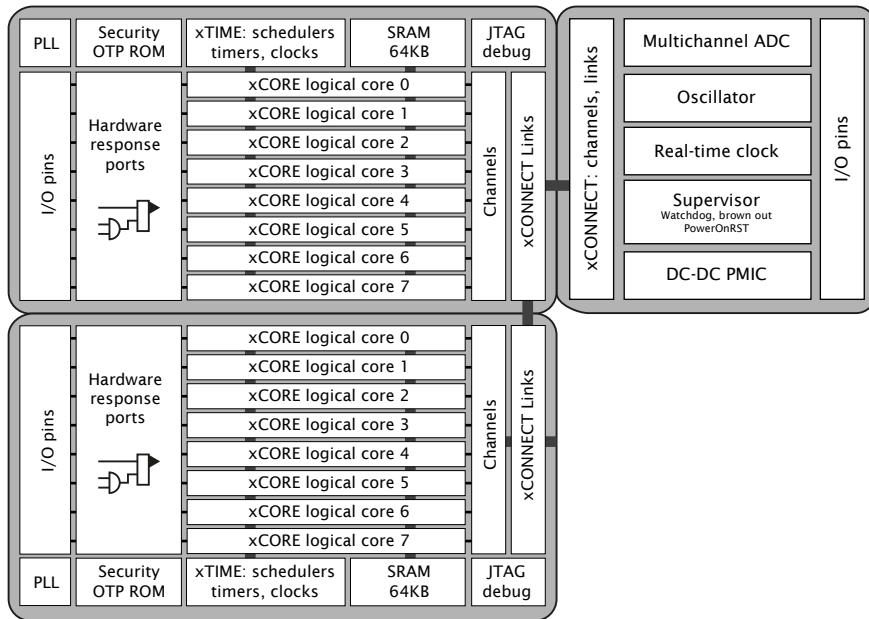 PLL
Security
OTP ROM
xTIME: schedulers
timers, clocks
SRAM
64KB
JTAG
debug
I/O pins
Hardware
response
ports
xCORE logical core 0
xCORE logical core 1
xCORE logical core 2
xCORE logical core 3
xCORE logical core 4
xCORE logical core 5
xCORE logical core 6
xCORE logical core 7
Channels
xCONNECT Links
xCONNECT: channels, links
Multichannel ADC
Oscillator
Real-time clock
Supervisor
Watchdog, brown out
PowerOnRST
DC-DC PMIC
I/O pins
I/O pins
Hardware
response
ports
xCORE logical core 0
xCORE logical core 1
xCORE logical core 2
xCORE logical core 3
xCORE logical core 4
xCORE logical core 5
xCORE logical core 6
xCORE logical core 7
Channels
xCONNECT Links
PLL
Security
OTP ROM
xTIME: schedulers
timers, clocks
SRAM
64KB
JTAG
debug